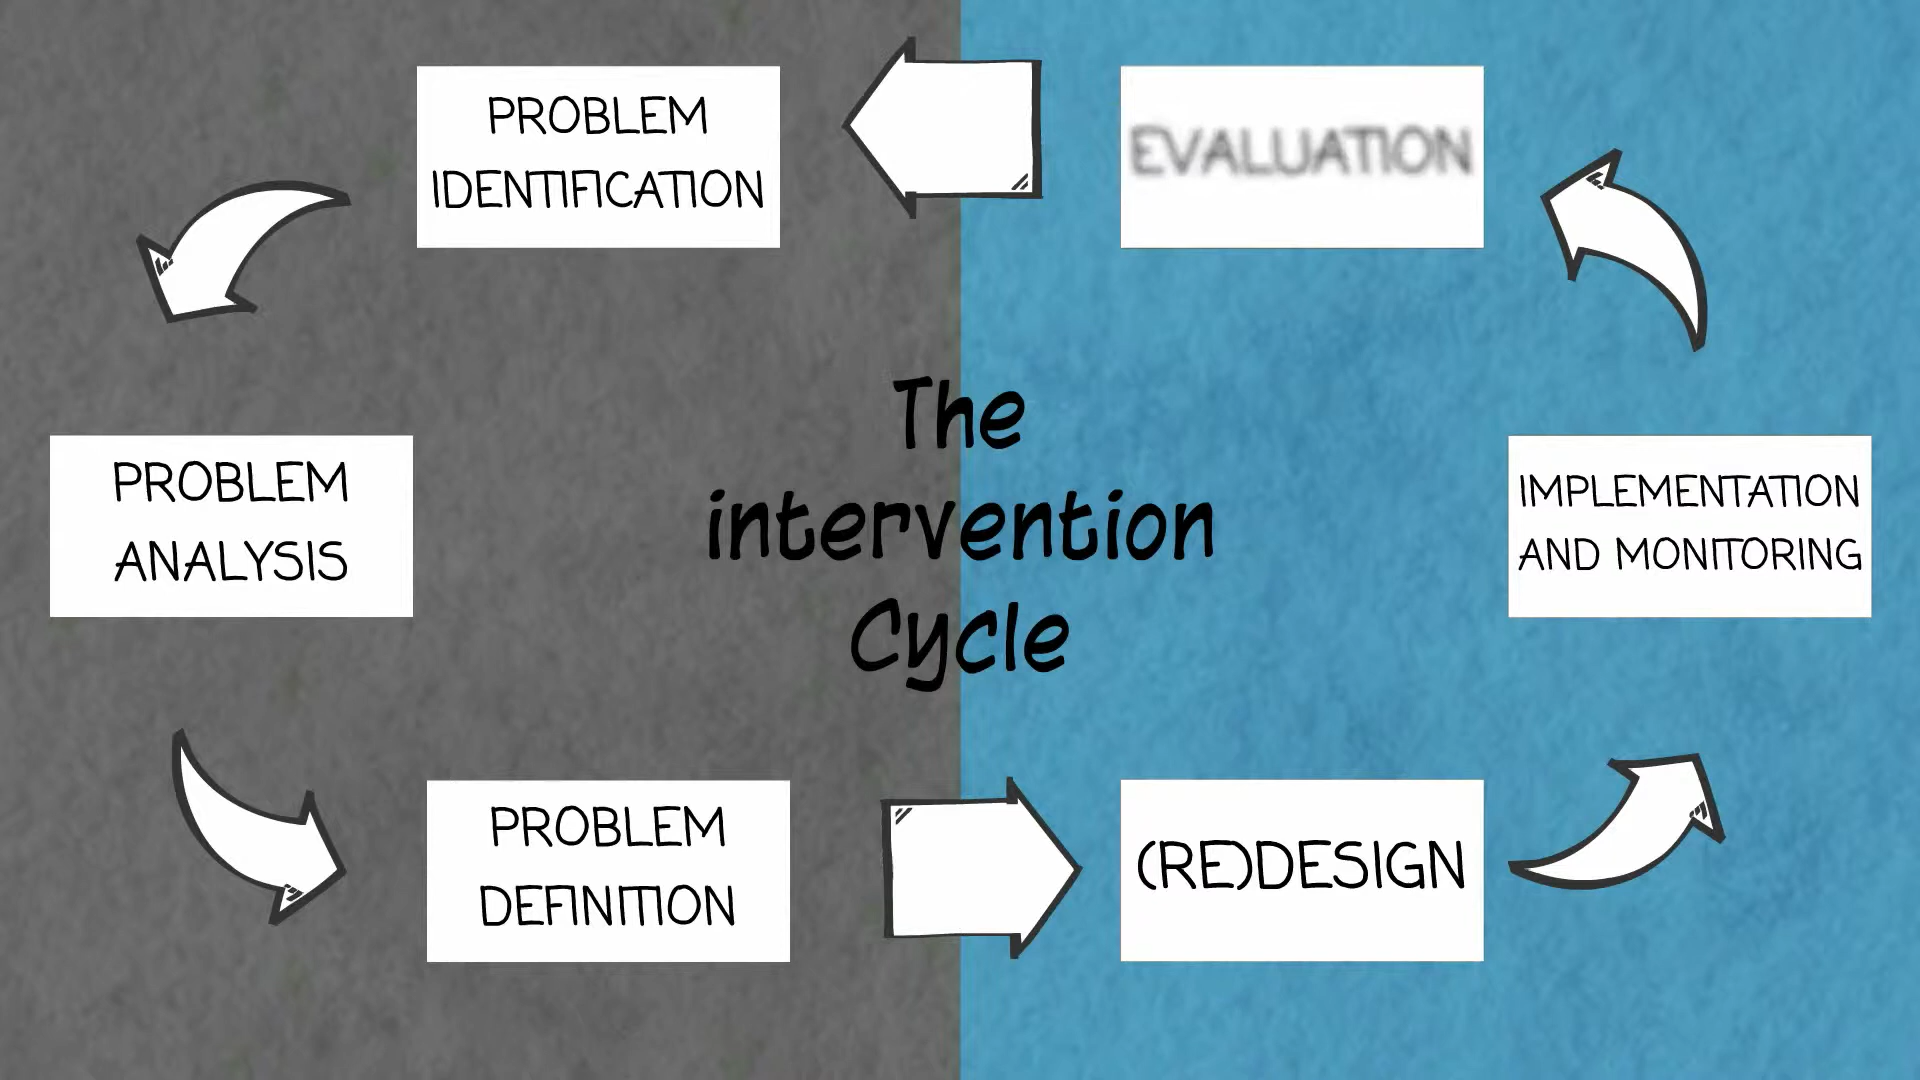 PROBLEM
IDENTIFICATION
EVALUATION
The
intervention
Cycle
PROBLEM
ANALYSIS
IMPLEMENTATION
AND MONITORING
PROBLEM
DEFINITION
(RE)DESIGN